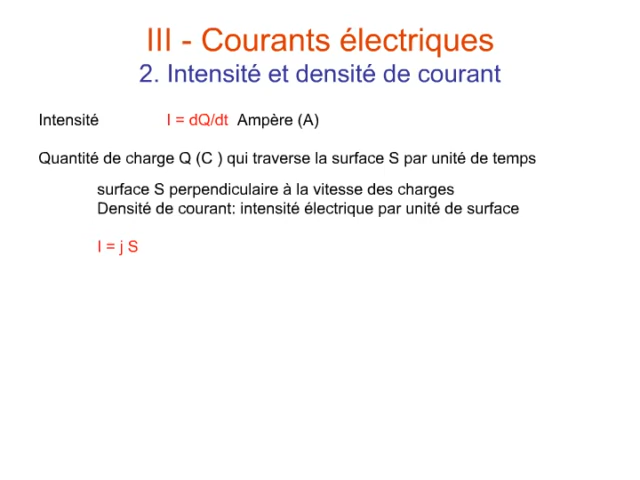 III - Courants électriques
2. Intensité et densité de courant
Intensité I = dQ/dt Ampère (A)
Quantité de charge Q (C ) qui traverse la surface S par unité de temps
surface S perpendiculaire à la vitesse des charges
Densité de courant: intensité électrique par unité de surface
I = j S